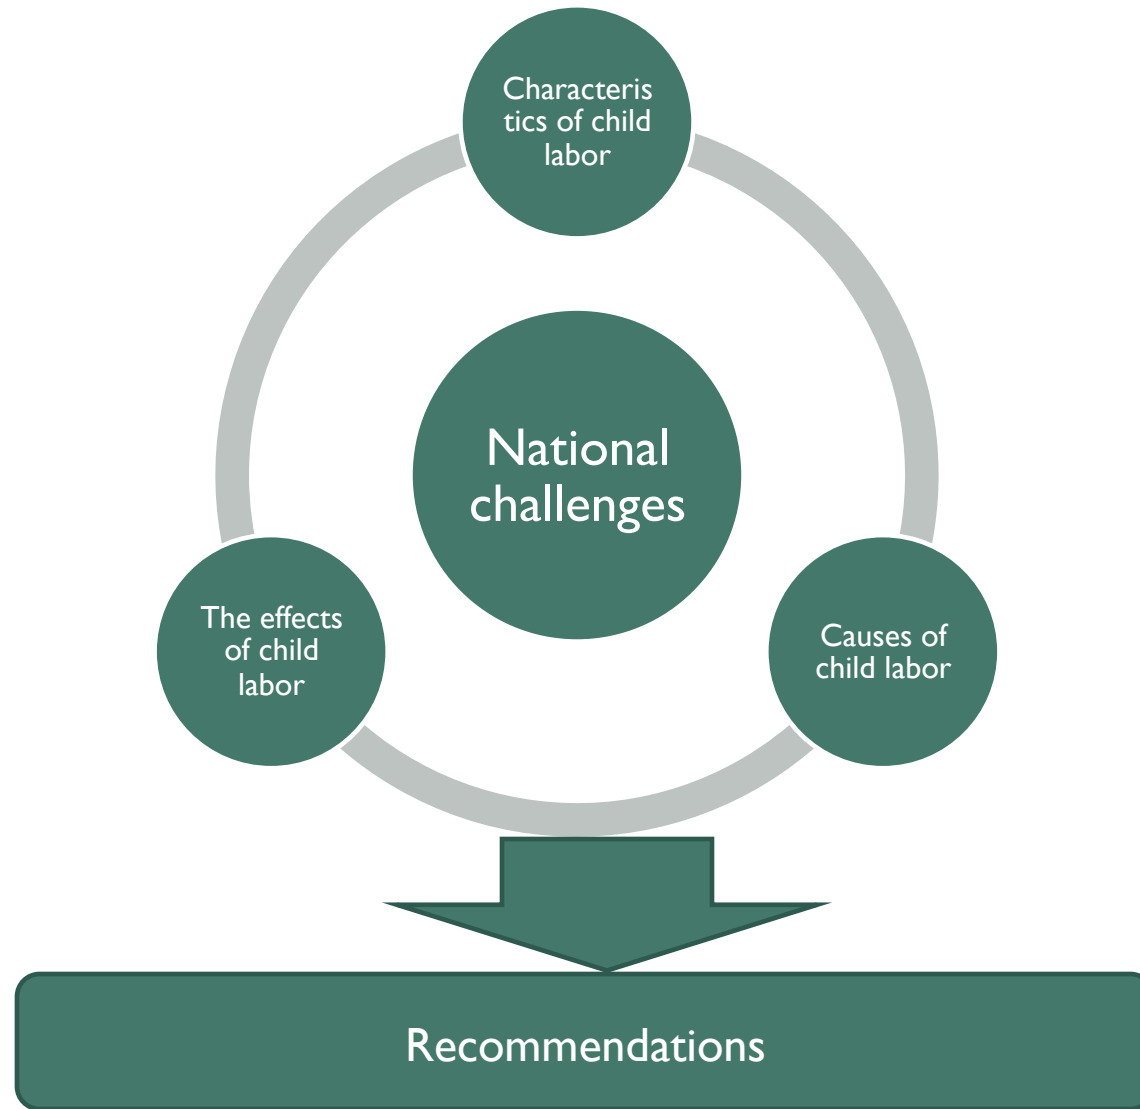 Characteris
tics of child
labor
National
challenges
The effects
of child
labor
Causes of
child labor
Recommendations